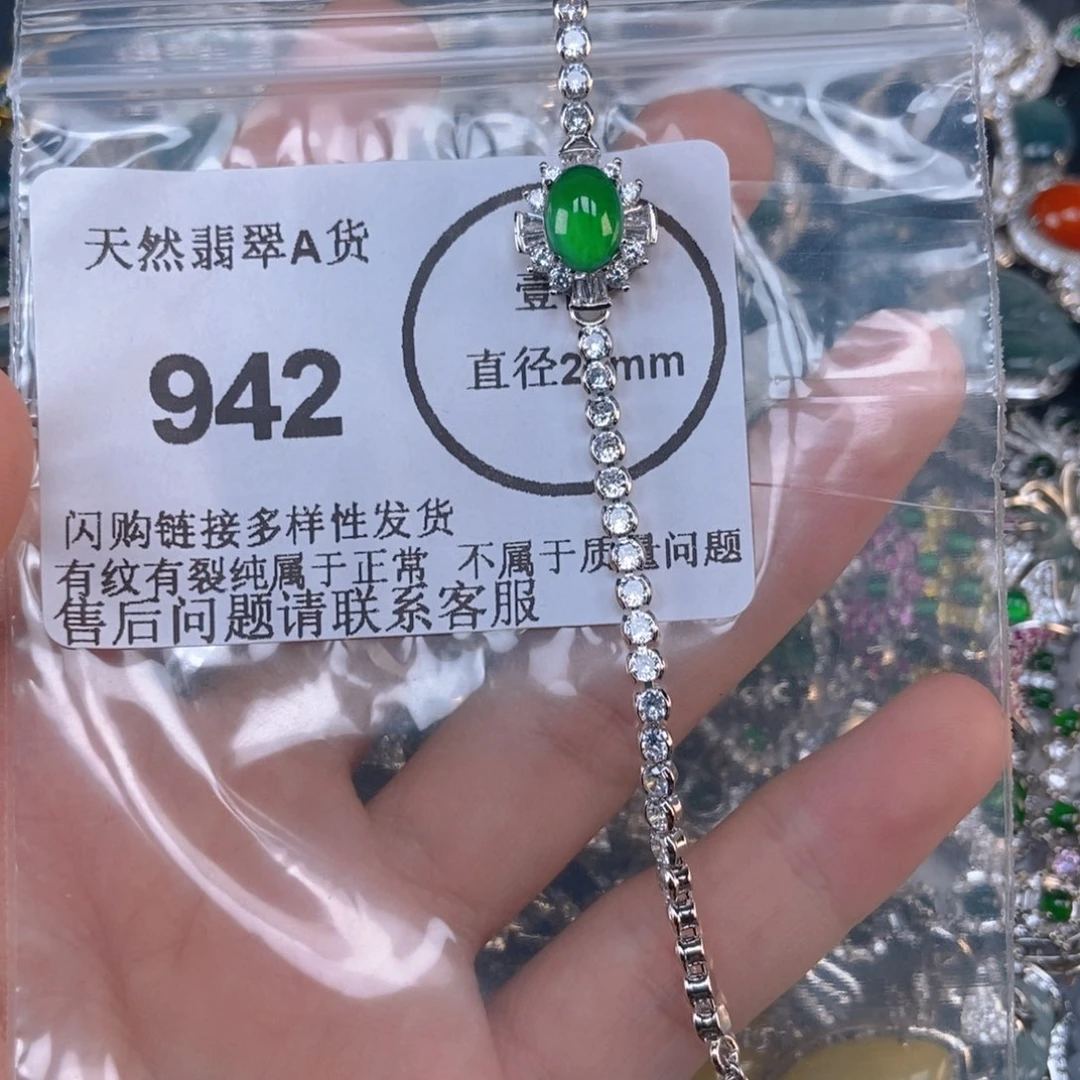 天然翡翠A货
942
壹
直径2 mm
闪购链接多样性发货
有纹有裂纯属于正常 不属于质量问题
售后问题请联系客服